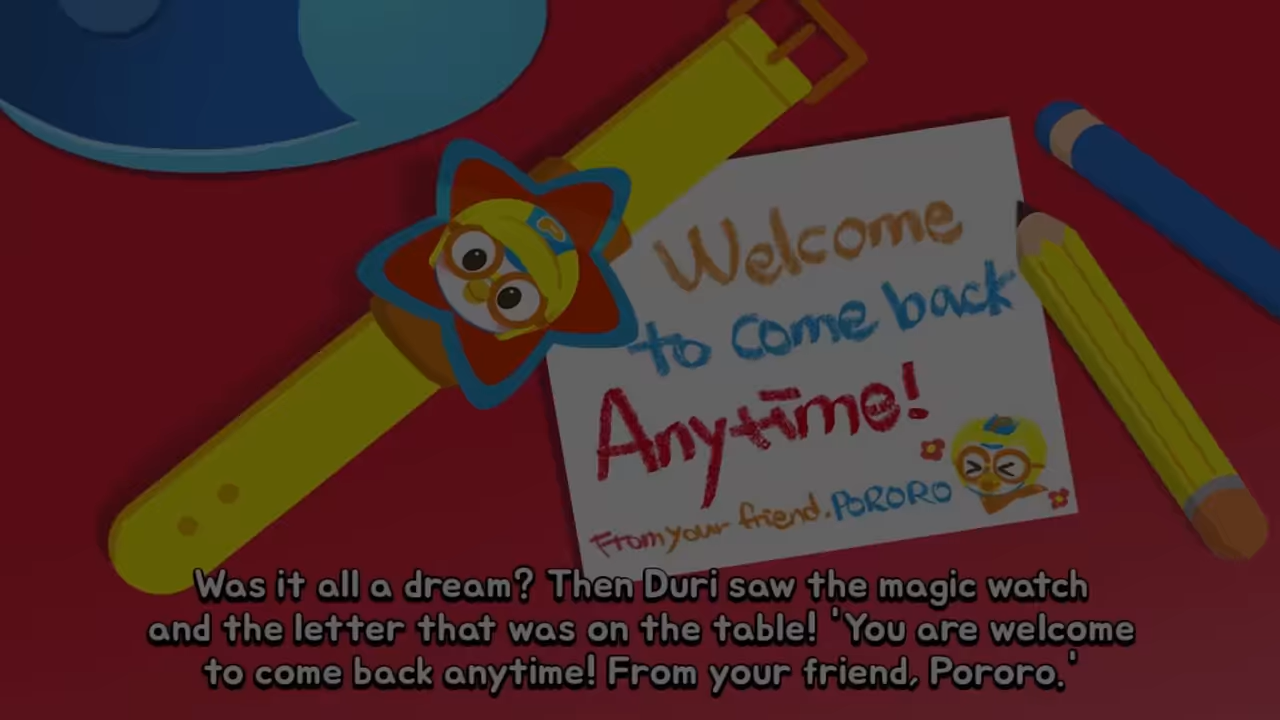 Welcome
to come back
Anytime!
From your friend. PORORO
Was it all a dream? Then Duri saw the magic watch
and the letter that was on the table! 'You are welcome
to come back anytime! From your friend, Pororo.'